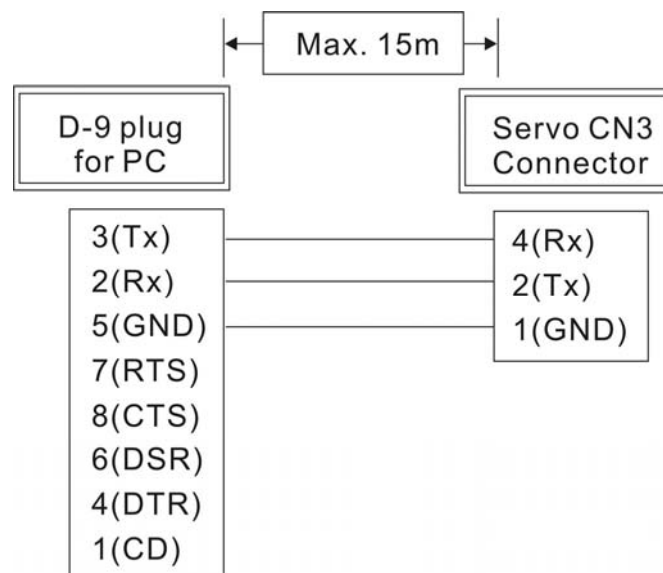 Max. 15m
D-9 plug
for PC
Servo CN3
Connector
3(Tx)
2(Rx)
5(GND)
7(RTS)
8(CTS)
6(DSR)
4(DTR)
1(CD)
4(Rx)
2(Tx)
1(GND)